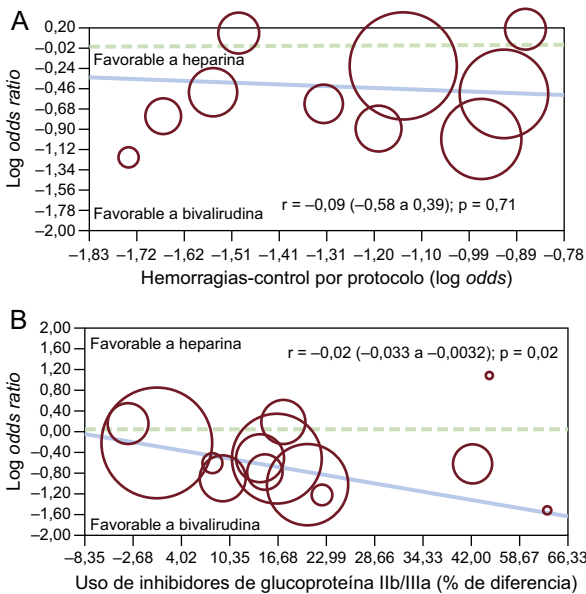 A
Log odds ratio
0,20
–0,02
–0,24
–0,46
–0,68
–0,90
–1,12
–1,34
–1,56
–1,78
–2,00
Favorable a heparina
Favorable a bivalirudina
r = –0,09 (–0,58 a 0,39); p = 0,71
–1,83 –1,72 –1,62 –1,51 –1,41 –1,31 –1,20 –1,10 –0,99 –0,89 –0,78
Hemorragias-control por protocolo (log odds)
B
Log odds ratio
2,00
1,60
1,20
0,80
0,40
0,00
–0,40
–0,80
–1,20
–1,60
–2,00
Favorable a heparina
r = –0,02 (–0,033 a –0,0032); p = 0,02
Favorable a bivalirudina
–8,35 –2,68 4,02 10,35 16,68 22,99 28,66 34,33 42,00 58,67 66,33
Uso de inhibidores de glucoproteína IIb/IIIa (% de diferencia)